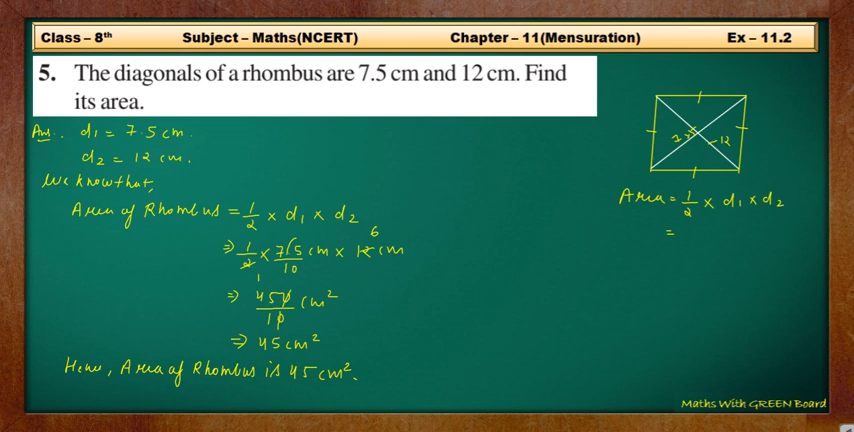 Class – 8th Subject – Maths(NCERT) Chapter – 11(Mensuration) Ex – 11.2
5. The diagonals of a rhombus are 7.5 cm and 12 cm. Find
its area.
Ans. d1 = 7.5 cm.
d2 = 12 cm.
We know that,
Area of Rhombus = 1/2 × d1 × d2
⇒ 1/2 × 75/10 cm × 12 cm
6
1
⇒ 450/10 cm²
⇒ 45 cm²
Hence, Area of Rhombus is 45 cm².
7.5
12
Area = 1/2 × d1 × d2
=
Maths With GREEN Board